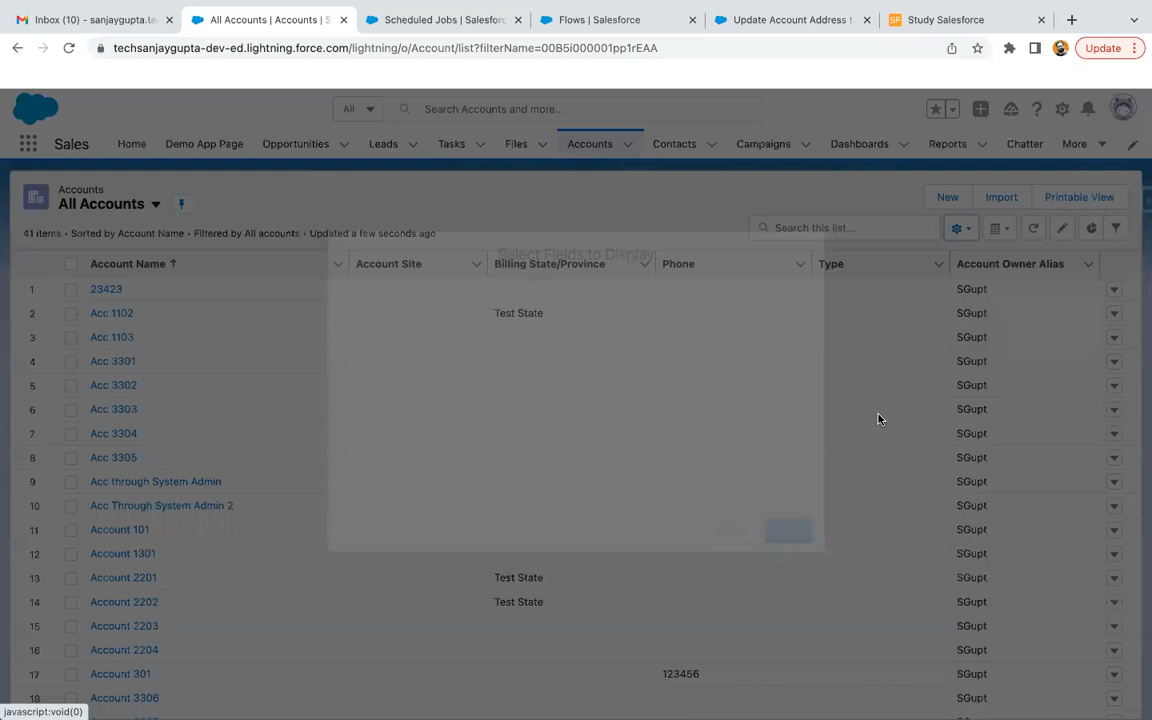 Inbox (10) - sanjaygupta.te
All Accounts | Accounts | S
Scheduled Jobs | Salesforc
Flows | Salesforce
Update Account Address t
Study Salesforce
techsanjaygupta-dev-ed.lightning.force.com/lightning/o/Account/list?filterName=00B5i000001pp1rEAA
Update
All
Search Accounts and more...
Sales
Home
Demo App Page
Opportunities
Leads
Tasks
Files
Accounts
Contacts
Campaigns
Dashboards
Reports
Chatter
More
Accounts
All Accounts
New
Import
Printable View
41 items • Sorted by Account Name • Filtered by All accounts • Updated a few seconds ago
Search this list...
Select Fields to Display
Account Name
Account Site
Billing State/Province
Phone
Type
Account Owner Alias
1 23423 SGupt
2 Acc 1102 Test State SGupt
3 Acc 1103 SGupt
4 Acc 3301 SGupt
5 Acc 3302 SGupt
6 Acc 3303 SGupt
7 Acc 3304 SGupt
8 Acc 3305 SGupt
9 Acc through System Admin SGupt
10 Acc Through System Admin 2 SGupt
11 Account 101 SGupt
12 Account 1301 SGupt
13 Account 2201 Test State SGupt
14 Account 2202 Test State SGupt
15 Account 2203 SGupt
16 Account 2204 SGupt
17 Account 301 123456 SGupt
18 Account 3306 SGupt
javascript:void(0)